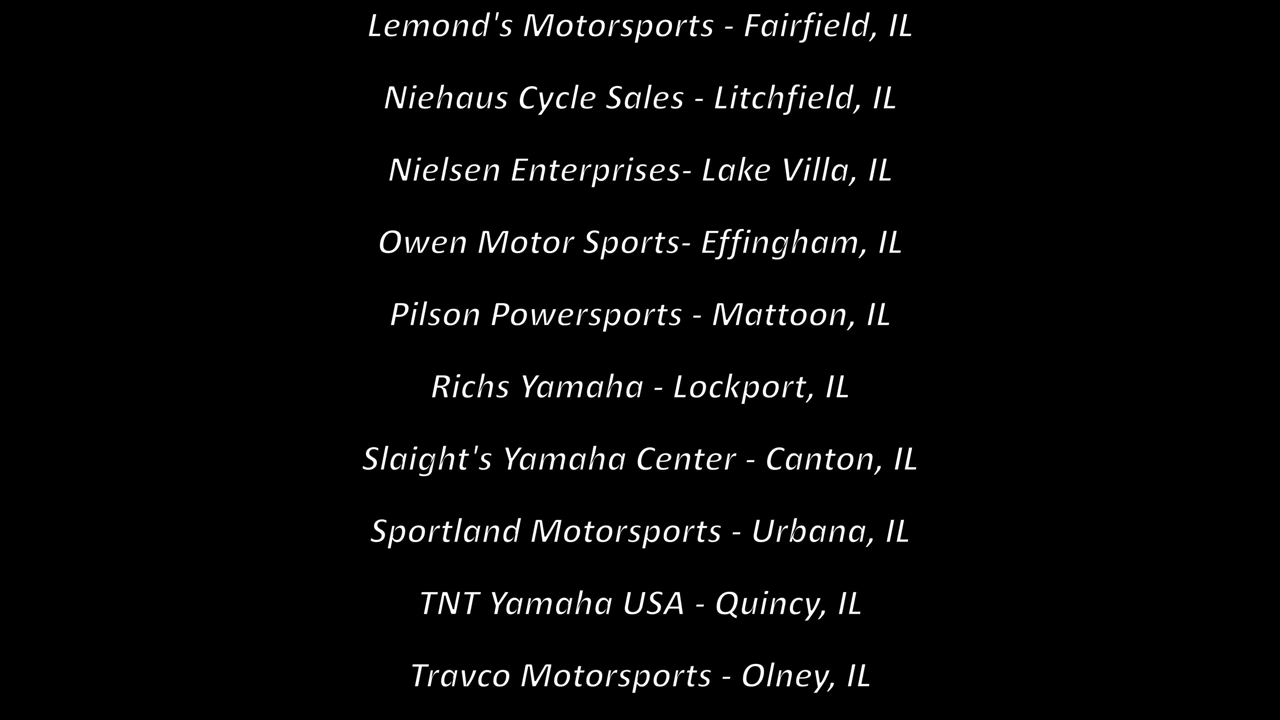 Lemond's Motorsports - Fairfield, IL
Niehaus Cycle Sales - Litchfield, IL
Nielsen Enterprises- Lake Villa, IL
Owen Motor Sports- Effingham, IL
Pilson Powersports - Mattoon, IL
Richs Yamaha - Lockport, IL
Slaight's Yamaha Center - Canton, IL
Sportland Motorsports - Urbana, IL
TNT Yamaha USA - Quincy, IL
Travco Motorsports - Olney, IL